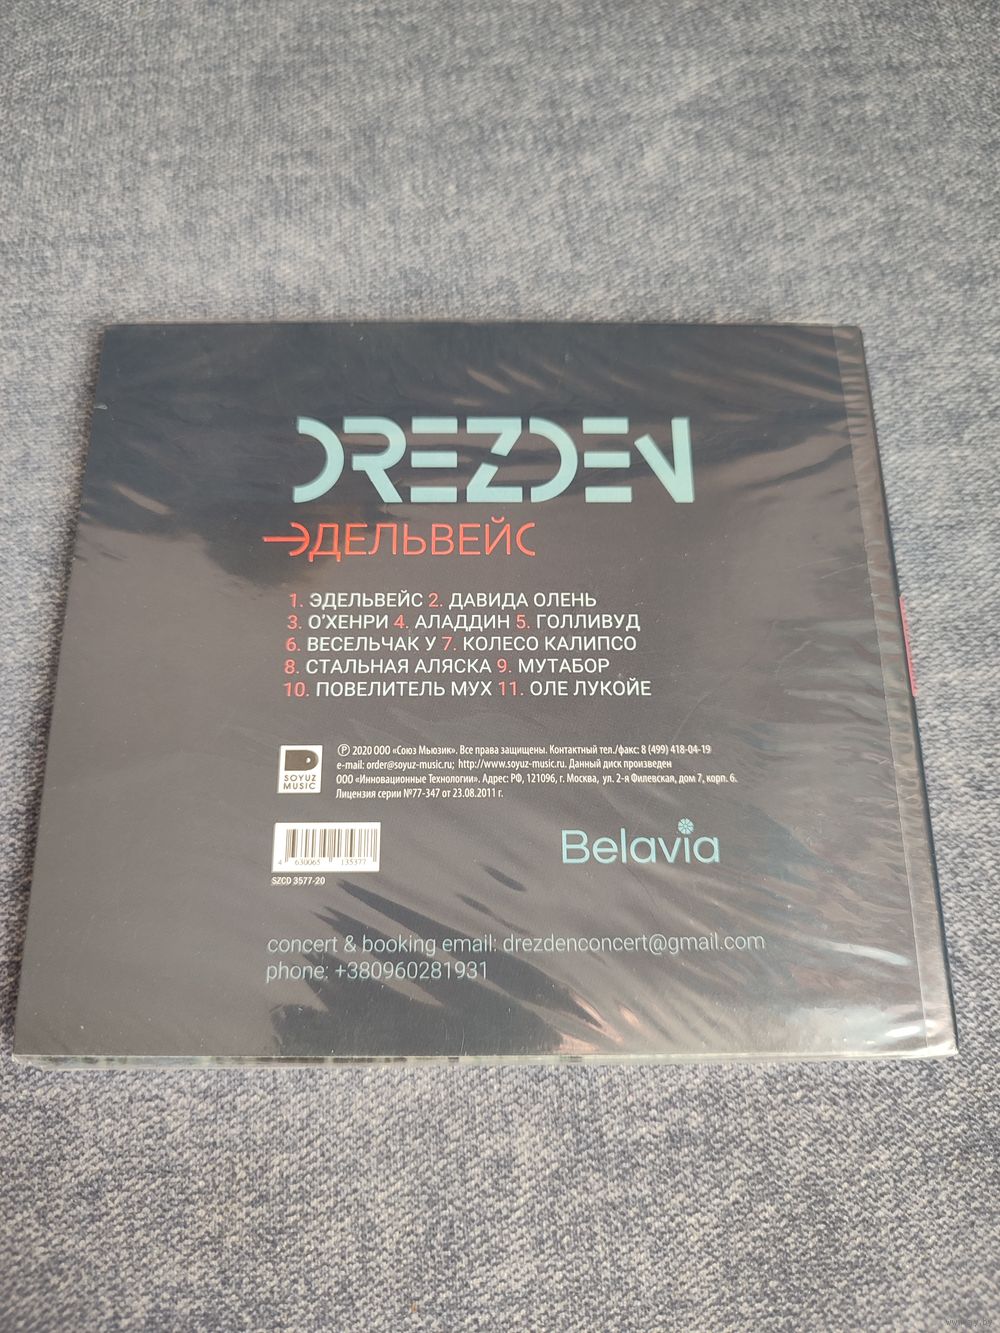 DREZDEN
ЭДЕЛЬВЕЙС
1. ЭДЕЛЬВЕЙС 2. ДАВИДА ОЛЕНЬ
3. О'ХЕНРИ 4. АЛАДДИН 5. ГОЛЛИВУД
6. ВЕСЕЛЬЧАК У 7. КОЛЕСО КАЛИПСО
8. СТАЛЬНАЯ АЛЯСКА 9. МУТАБОР
10. ПОВЕЛИТЕЛЬ МУХ 11. ОЛЕ ЛУКОЙЕ
SOYUZ
MUSIC
Ⓟ 2020 ООО «Союз Мьюзик». Все права защищены. Контактный тел./факс: 8 (499) 418-04-19
e-mail: order@soyuz-music.ru; http://www.soyuz-music.ru. Данный диск произведен
ООО «Инновационные Технологии». Адрес: РФ, 121096, г. Москва, ул. 2-я Филевская, дом 7, корп. 6.
Лицензия серии №77-347 от 23.08.2011 г.
4 630065 135377
SZCD 3577-20
Belavia
concert & booking email: drezdenconcert@gmail.com
phone: +380960281931